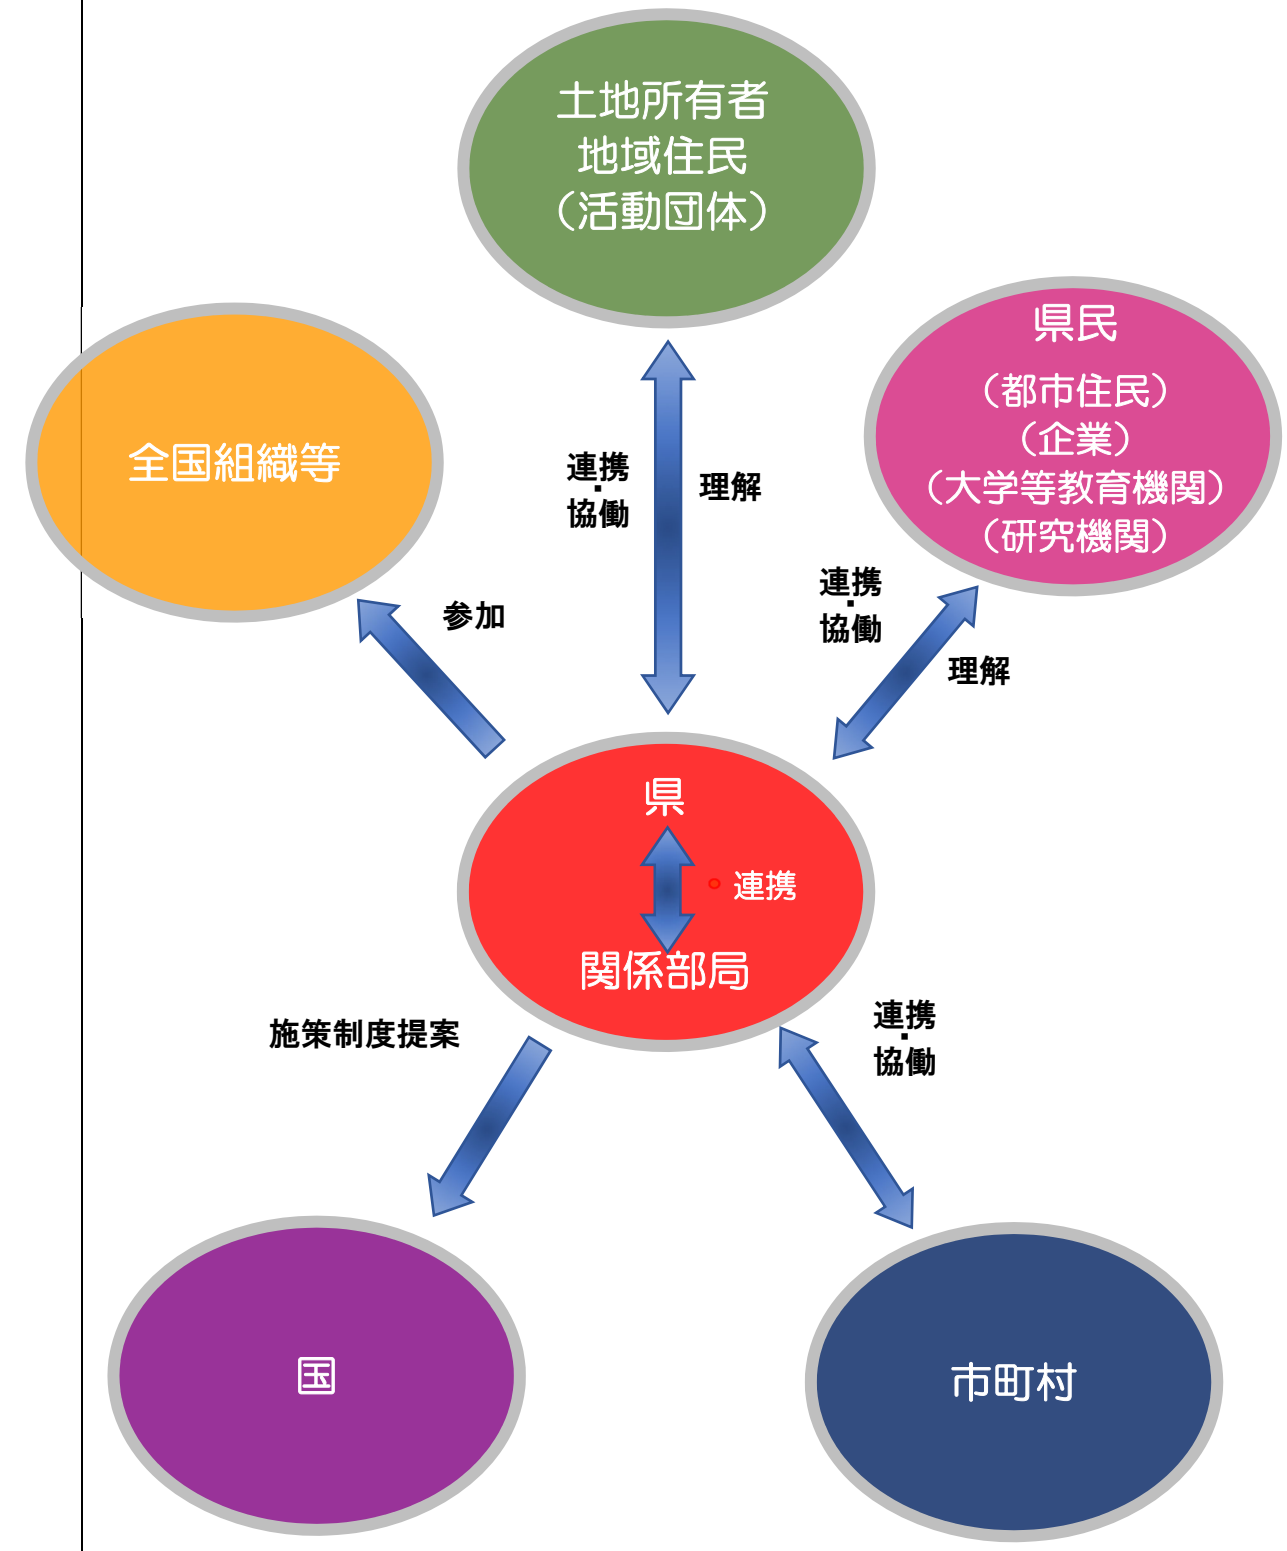 土地所有者
地域住民
（活動団体）
県民
（都市住民）
（企業）
（大学等教育機関）
（研究機関）
全国組織等
連携
・
協働
理解
連携
・
協働
理解
参加
県
連携
関係部局
施策制度提案
連携
・
協働
国
市町村